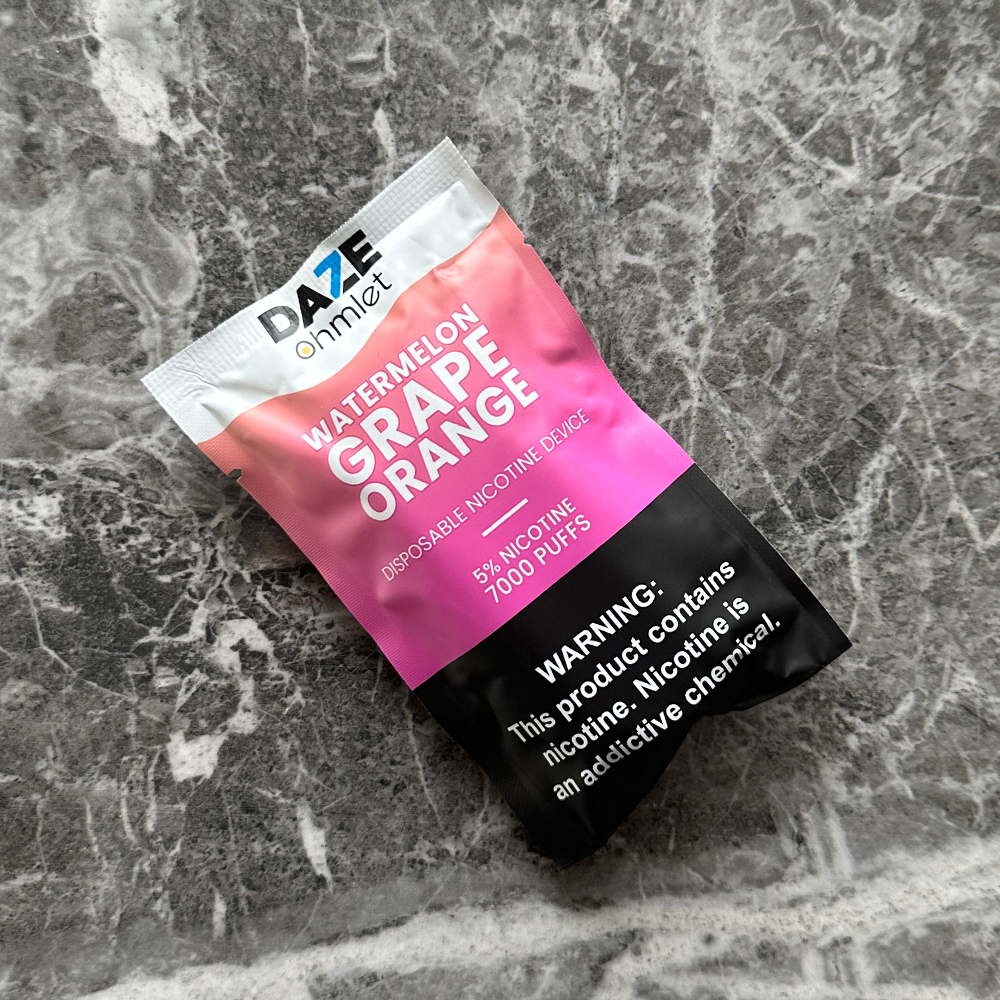 DA7E
ohmlet
WATERMELON
GRAPE
ORANGE
DISPOSABLE NICOTINE DEVICE
5% NICOTINE
7000 PUFFS
WARNING:
This product contains
nicotine. Nicotine is
an addictive chemical.